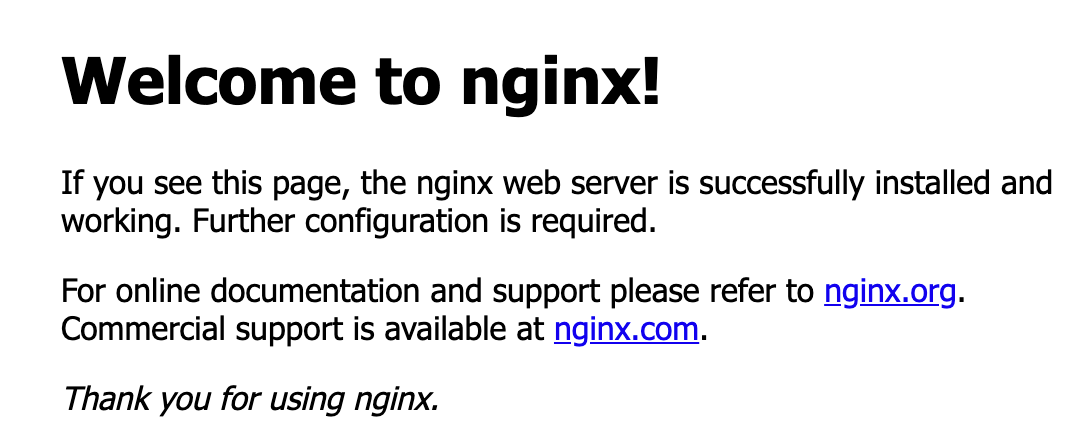 Welcome to nginx!
If you see this page, the nginx web server is successfully installed and
working. Further configuration is required.
For online documentation and support please refer to nginx.org.
Commercial support is available at nginx.com.
Thank you for using nginx.